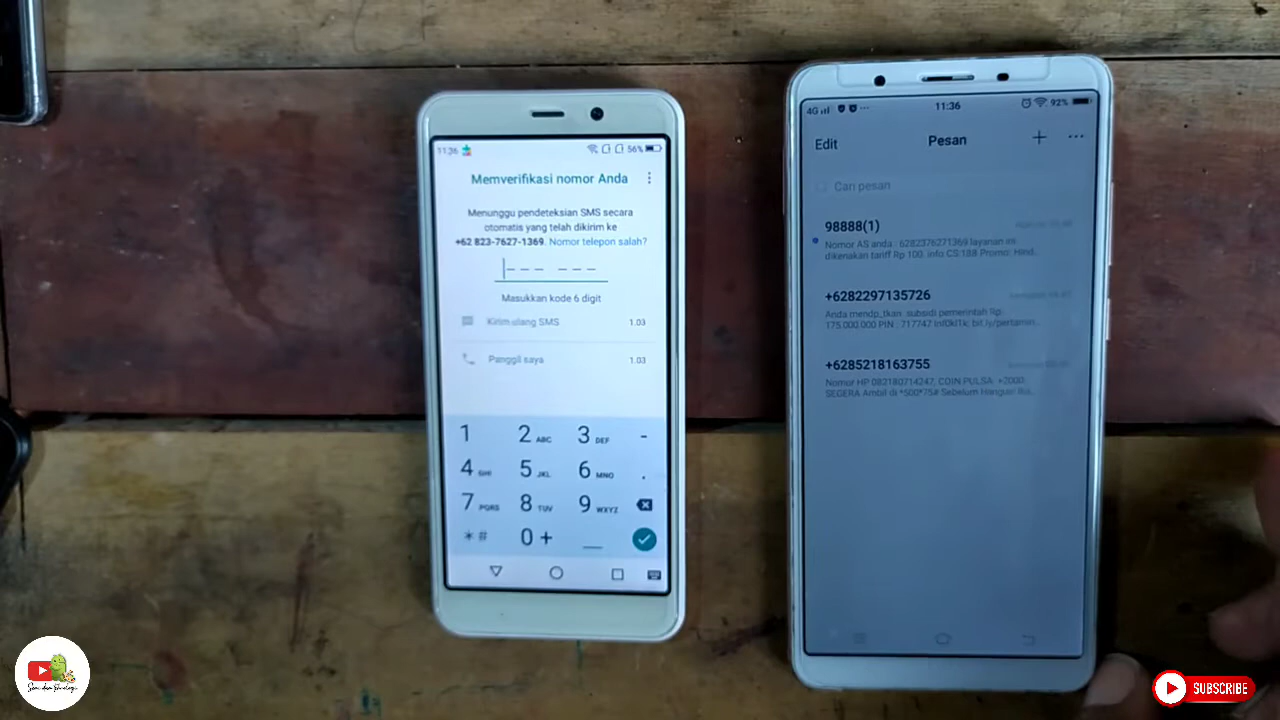 11:36
56%
Memverifikasi nomor Anda
Menunggu pendeteksian SMS secara
otomatis yang telah dikirim ke
+62 823-7627-1369. Nomor telepon salah?
Masukkan kode 6 digit
Kirim ulang SMS 1.03
Panggil saya 1.03
1 2 ABC 3 DEF -
4 GHI 5 JKL 6 MNO .
7 PQRS 8 TUV 9 WXYZ
* # 0 +
4G 11:36 92%
Edit Pesan + ...
Cari pesan
98888(1)
Nomor AS anda : 6282376271369 layanan ini
dikenakan tariff Rp 100. info CS:188 Promo:
+6282297135726
Anda mendp_tkan subsidi pemerintah Rp.
175.000.000 PIN : 717747 Inf0kl1k; bit.ly/pertamin...
+6285218163755
Nomor HP 082180714247, COIN PULSA: +2000.
SEGERA Ambil di *500*75# Sebelum Hangus!
SUBSCRIBE